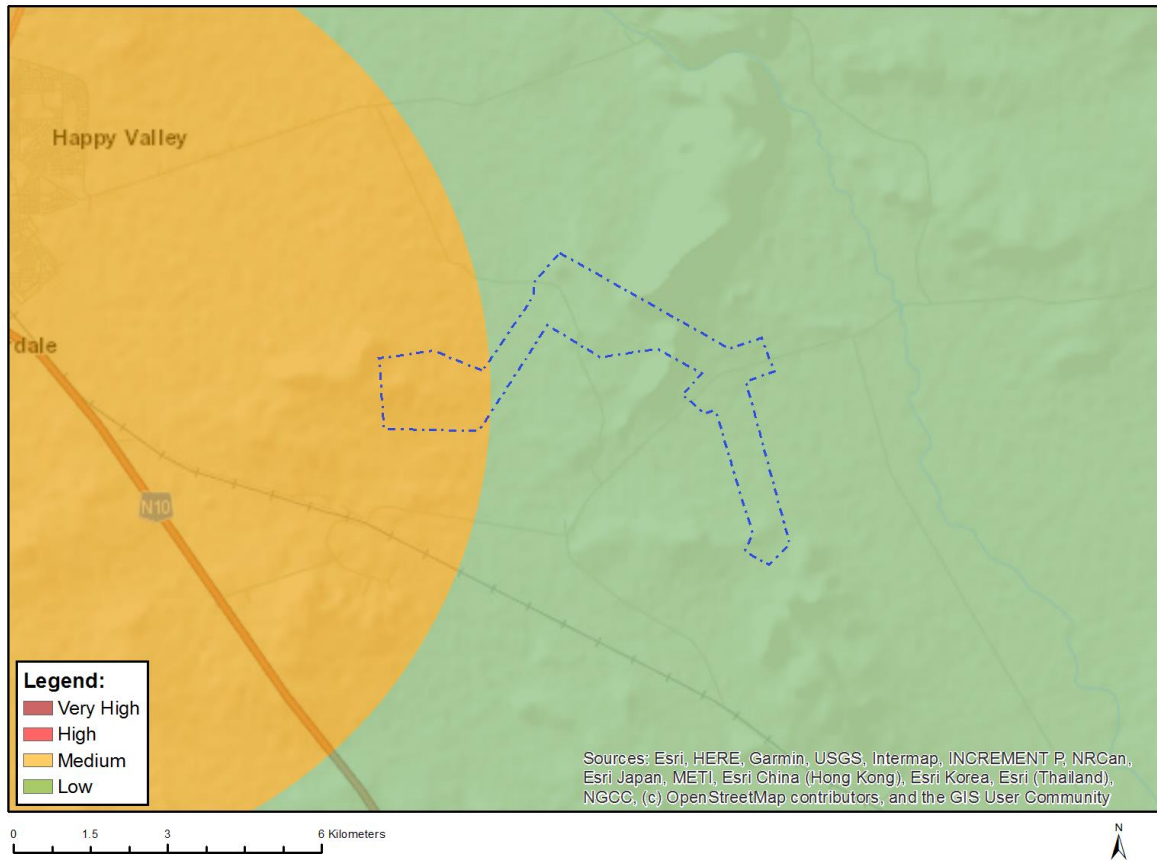 Happy Valley
dale
N10
Legend:
Very High
High
Medium
Low
Sources: Esri, HERE, Garmin, USGS, Intermap, INCREMENT P, NRCan,
Esri Japan, METI, Esri China (Hong Kong), Esri Korea, Esri (Thailand),
NGCC, (c) OpenStreetMap contributors, and the GIS User Community
0 1.5 3 6 Kilometers
N